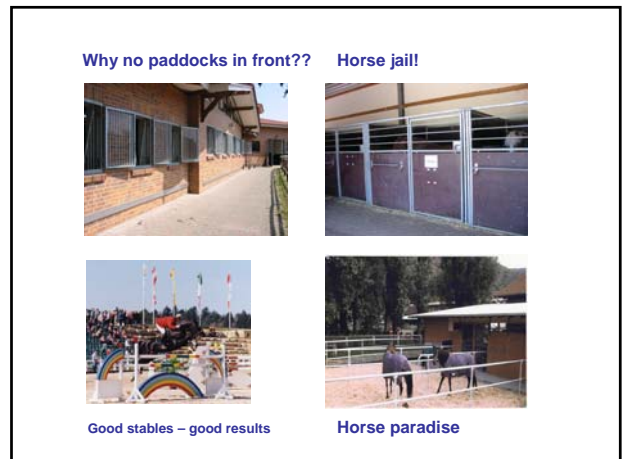 Why no paddocks in front??
Horse jail!
Good stables – good results
Horse paradise